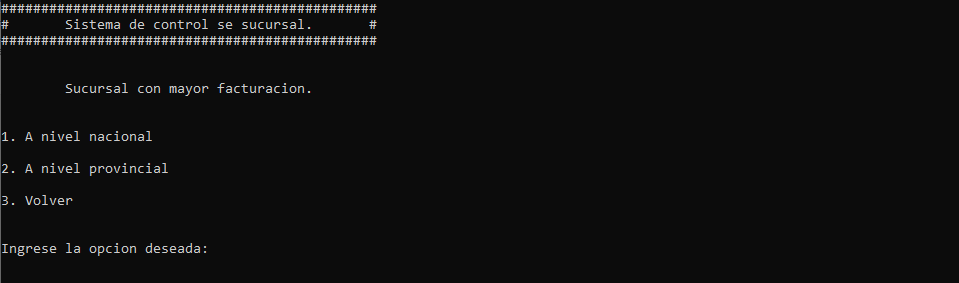 ###############################################
#       Sistema de control se sucursal.       #
###############################################
Sucursal con mayor facturacion.
1. A nivel nacional
2. A nivel provincial
3. Volver
Ingrese la opcion deseada: